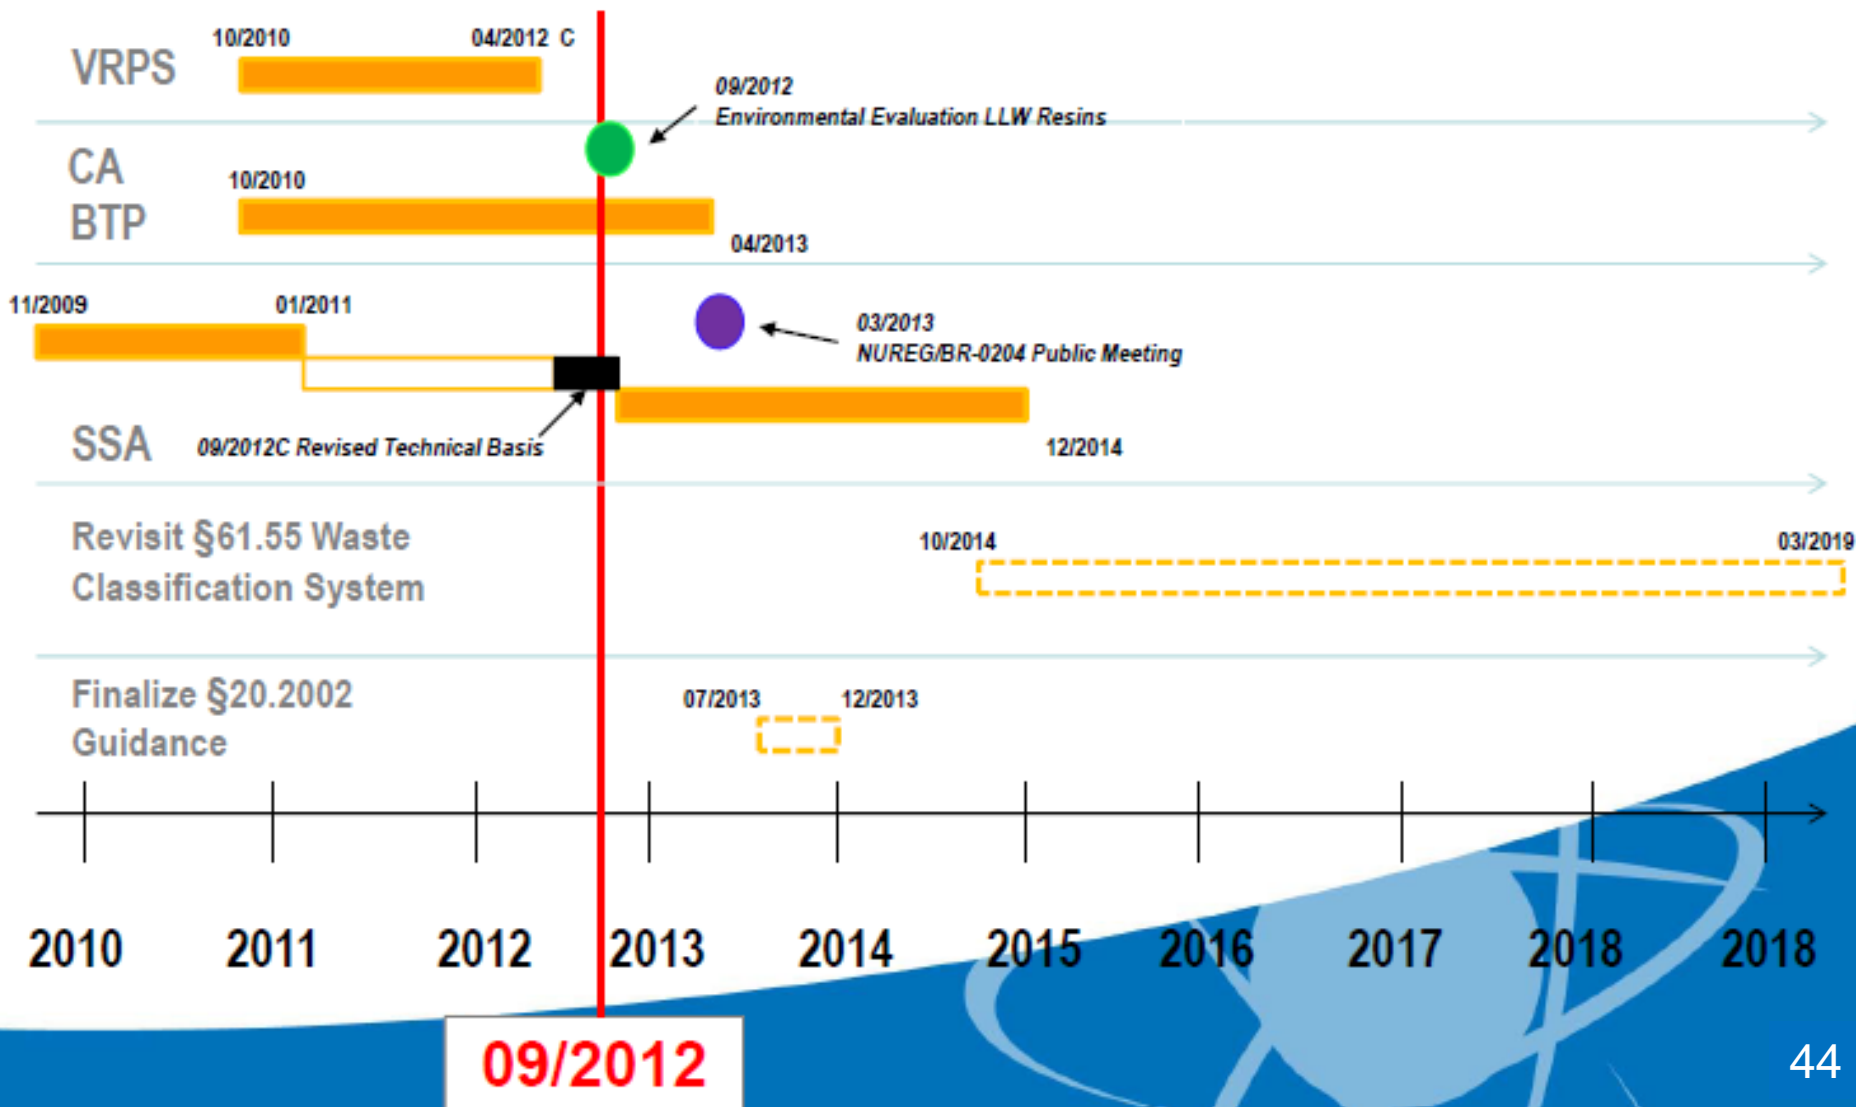 10/2010 04/2012 C
VRPS
09/2012
Environmental Evaluation LLW Resins
CA
BTP
10/2010
04/2013
11/2009 01/2011
03/2013
NUREG/BR-0204 Public Meeting
SSA
09/2012C Revised Technical Basis
12/2014
Revisit §61.55 Waste
Classification System
10/2014 03/2019
Finalize §20.2002
Guidance
07/2013 12/2013
2010 2011 2012 2013 2014 2015 2016 2017 2018 2018
09/2012
44